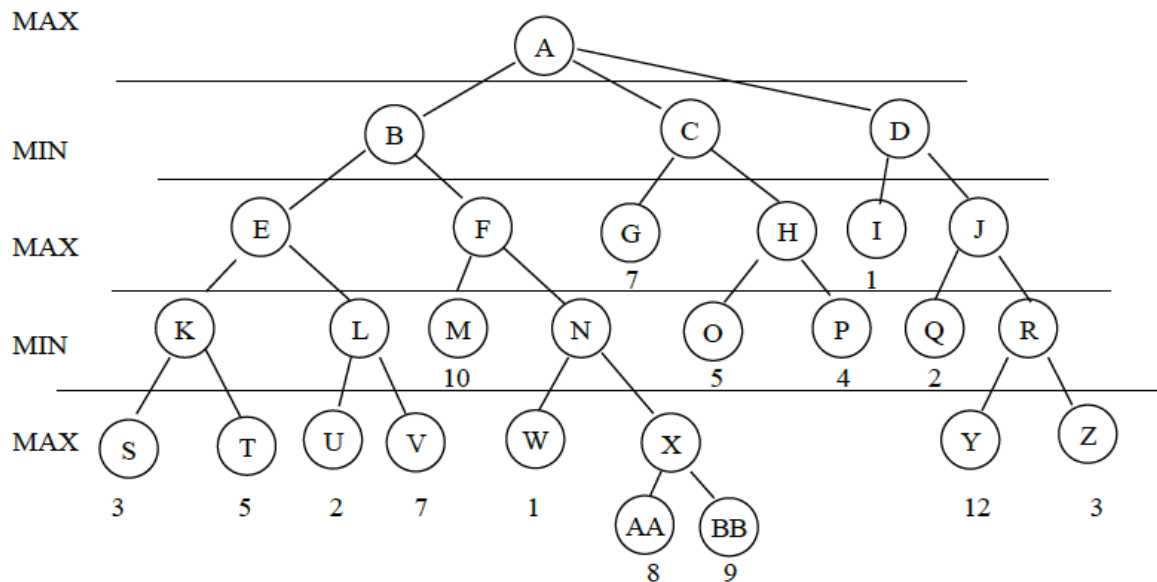 MAX
A
B C D
MIN
E F G H I J
MAX
7 1
K L M N O P Q R
MIN
10 5 4 2
MAX S T U V W X Y Z
3 5 2 7 1 12 3
AA BB
8 9